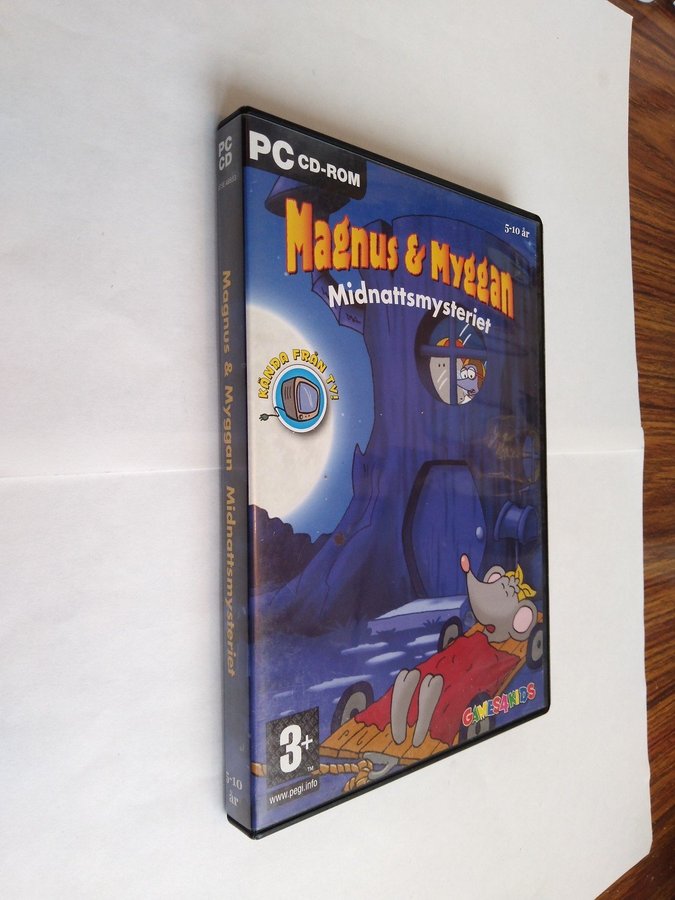 PC CD-ROM
5-10 år
Magnus & Myggan
Midnattsmysteriet
KÄNDA FRÅN TV!
GAMES4KIDS
3+
TM
www.pegi.info
PC
CD
Magnus & Myggan Midnattsmysteriet
5-10
år